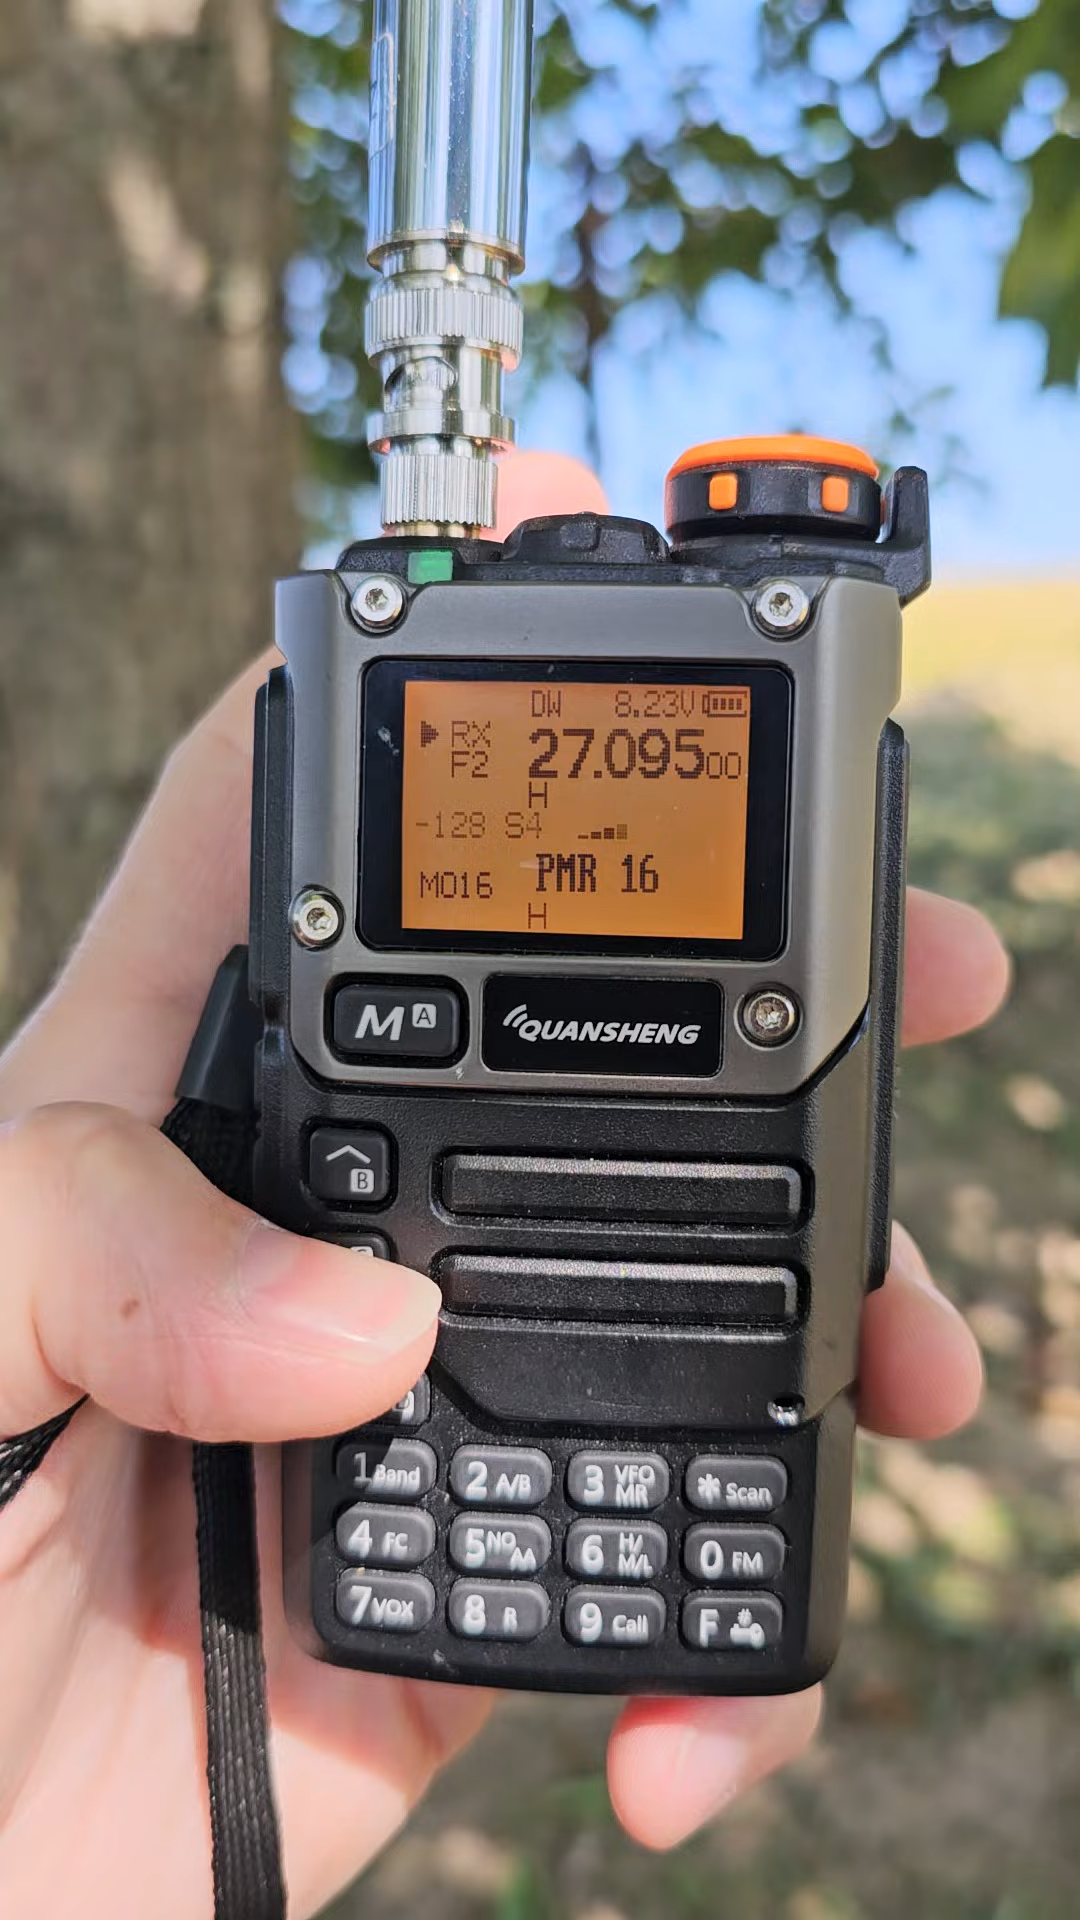 DW 8.23V
RX 27.09500
F2
H
-128 S4
M016 PMR 16
H
M A
QUANSHENG
B
1 Band 2 A/B 3 VFO MR * Scan
4 FC 5 NOAA 6 H/M/L 0 FM
7 VOX 8 R 9 Call F #